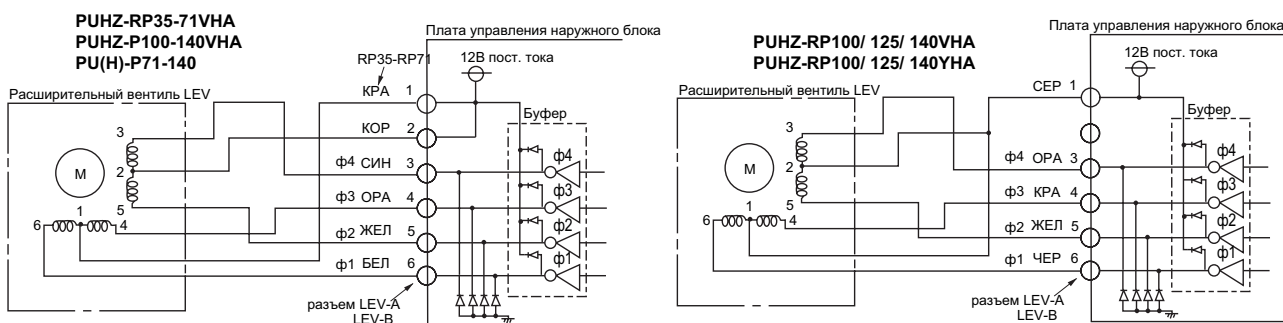 PUHZ-RP35-71VHA
PUHZ-P100-140VHA
PU(H)-P71-140
Плата управления наружного блока
RP35-RP71
12В пост. тока
Расширительный вентиль LEV
КРА 1
КОР 2
ф4 СИН 3
ф3 ОРА 4
ф2 ЖЕЛ 5
ф1 БЕЛ 6
Буфер
ф4
ф3
ф2
ф1
3
М
2
1
5
6
4
разъем LEV-A
LEV-B
PUHZ-RP100/ 125/ 140VHA
PUHZ-RP100/ 125/ 140YHA
Плата управления наружного блока
12В пост. тока
Расширительный вентиль LEV
СЕР 1
ф4 ОРА 3
ф3 КРА 4
ф2 ЖЕЛ 5
ф1 ЧЕР 6
Буфер
ф4
ф3
ф2
ф1
3
М
2
1
5
6
4
разъем LEV-A
LEV-B